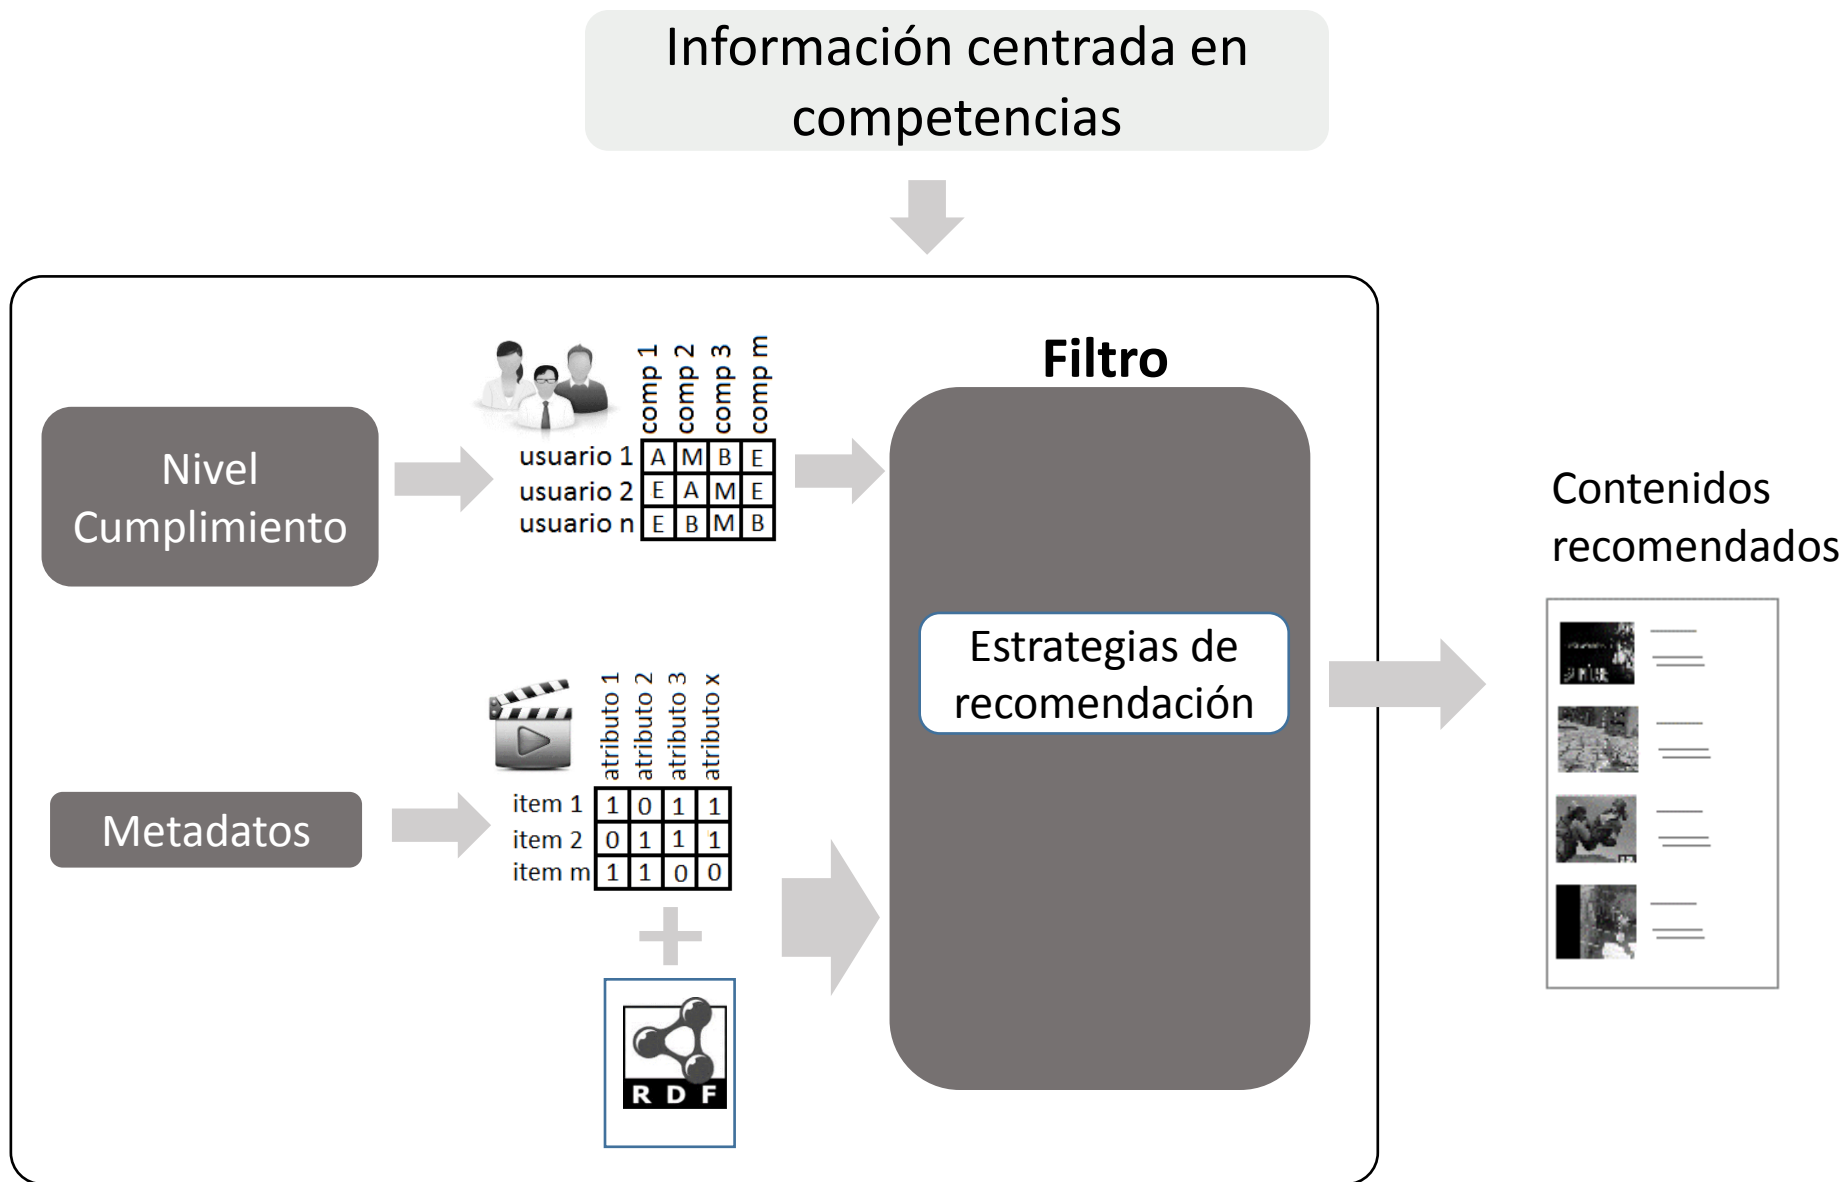 Información centrada en
competencias
Filtro
comp 1
comp 2
comp 3
comp m
Nivel
Cumplimiento
usuario 1 A M B E
usuario 2 E A M E
usuario n E B M B
Contenidos
recomendados
Estrategias de
recomendación
atributo 1
atributo 2
atributo 3
atributo x
Metadatos
item 1 1 0 1 1
item 2 0 1 1 1
item m 1 1 0 0
+
RDF